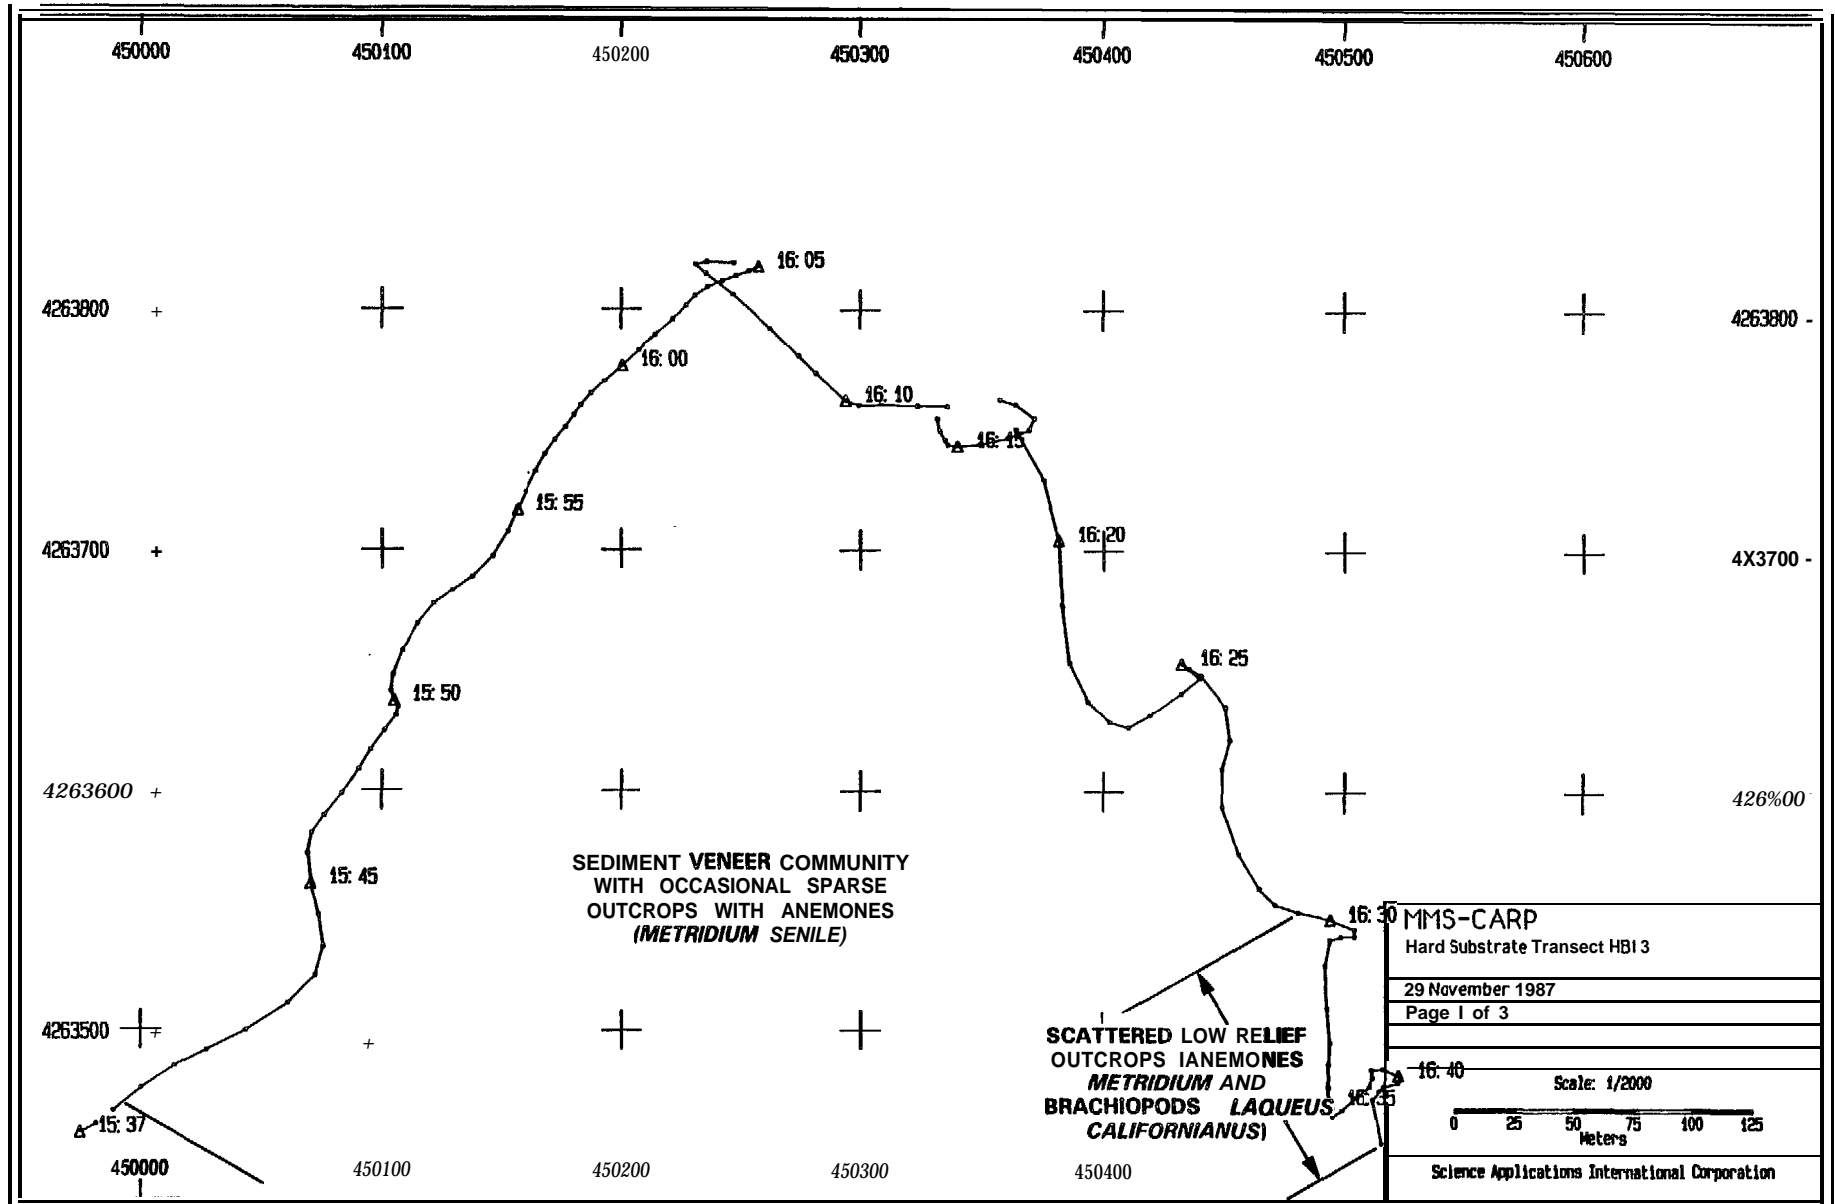 450000 450100 450200 450300 450400 450500 450600
16:05
4263800 4263800 -
16:00
16:10
16:15
15:55
16:20
4263700 4X3700 -
16:25
15:50
4263600 426%00
15:45
SEDIMENT VENEER COMMUNITY
WITH OCCASIONAL SPARSE
OUTCROPS WITH ANEMONES
(METRIDIUM SENILE)
16:30
MMS-CARP
Hard Substrate Transect HBI 3
29 November 1987
Page I of 3
4263500
SCATTERED LOW RELIEF
OUTCROPS IANEMONES
METRIDIUM AND
BRACHIOPODS LAQUEUS
CALIFORNIANUS)
16:40
16:35
Scale: 1/2000
0 25 50 75 100 125
Meters
15:37
450000 450100 450200 450300 450400
Science Applications International Corporation